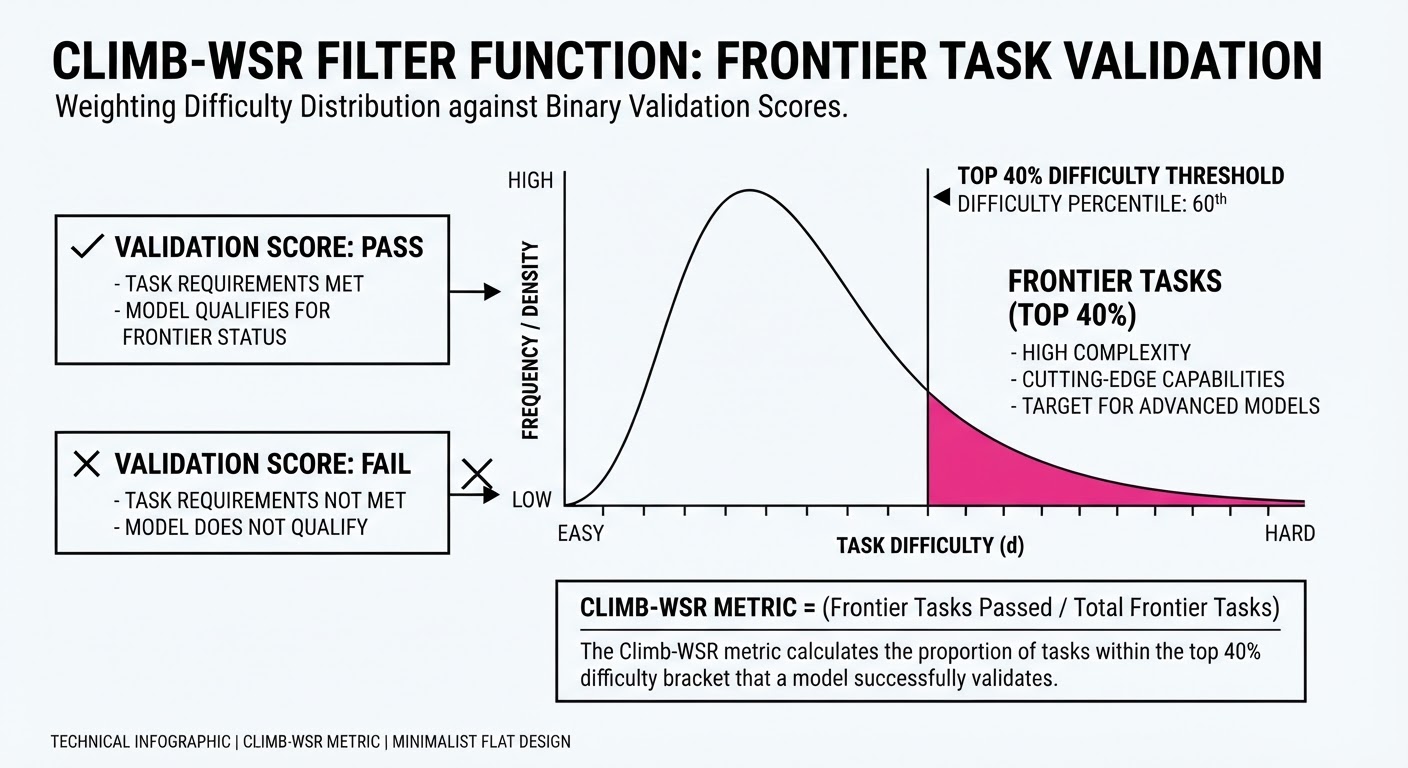 CLIMB-WSR FILTER FUNCTION: FRONTIER TASK VALIDATION
Weighting Difficulty Distribution against Binary Validation Scores.
VALIDATION SCORE: PASS
- TASK REQUIREMENTS MET
- MODEL QUALIFIES FOR
FRONTIER STATUS
VALIDATION SCORE: FAIL
- TASK REQUIREMENTS NOT MET
- MODEL DOES NOT QUALIFY
HIGH
FREQUENCY / DENSITY
LOW
EASY
TASK DIFFICULTY (d)
HARD
TOP 40% DIFFICULTY THRESHOLD
DIFFICULTY PERCENTILE: 60th
FRONTIER TASKS
(TOP 40%)
- HIGH COMPLEXITY
- CUTTING-EDGE CAPABILITIES
- TARGET FOR ADVANCED MODELS
CLIMB-WSR METRIC = (Frontier Tasks Passed / Total Frontier Tasks)
The Climb-WSR metric calculates the proportion of tasks within the top 40%
difficulty bracket that a model successfully validates.
TECHNICAL INFOGRAPHIC | CLIMB-WSR METRIC | MINIMALIST FLAT DESIGN